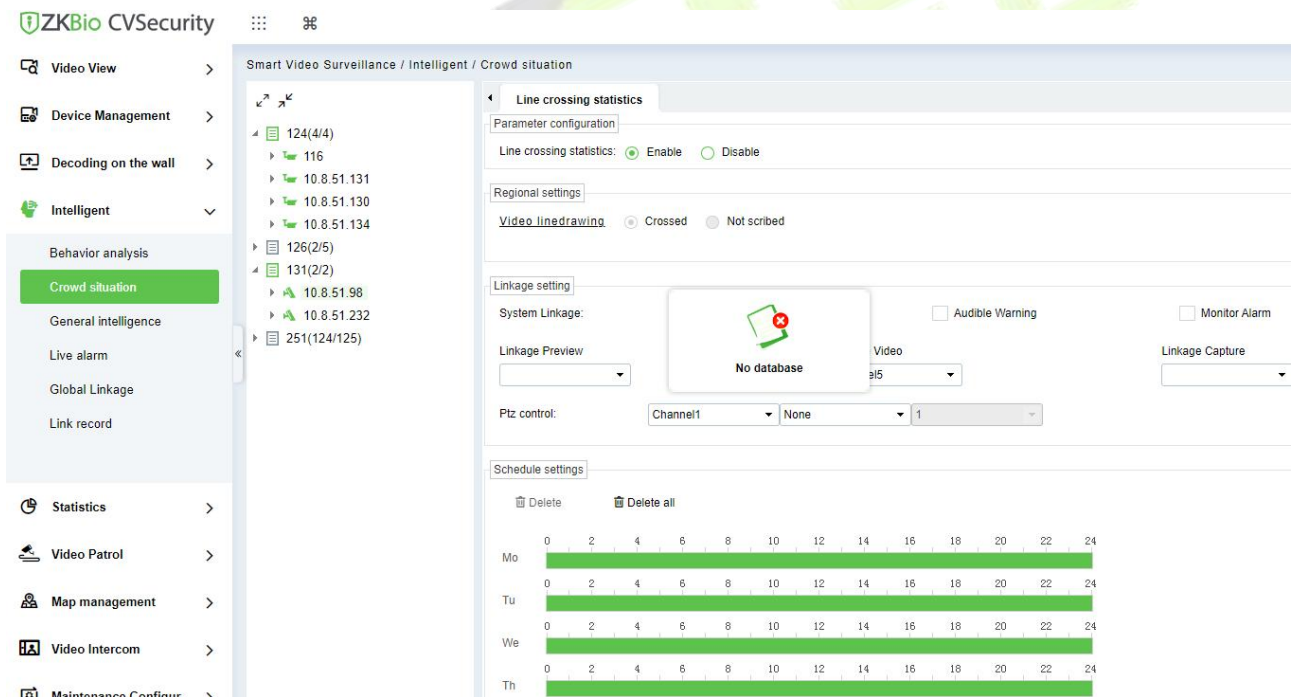 ZKBio CVSecurity
Video View
Device Management
Decoding on the wall
Intelligent
Behavior analysis
Crowd situation
General intelligence
Live alarm
Global Linkage
Link record
Statistics
Video Patrol
Map management
Video Intercom
Maintenance Configur
Smart Video Surveillance / Intelligent / Crowd situation
124(4/4)
116
10.8.51.131
10.8.51.130
10.8.51.134
126(2/5)
131(2/2)
10.8.51.98
10.8.51.232
251(124/125)
Line crossing statistics
Parameter configuration
Line crossing statistics: Enable Disable
Regional settings
Video linedrawing Crossed Not scribed
Linkage setting
System Linkage: Audible Warning Monitor Alarm
Linkage Preview Video Linkage Capture
No database
el5
Ptz control: Channel1 None 1
Schedule settings
Delete Delete all
0 2 4 6 8 10 12 14 16 18 20 22 24
Mo
0 2 4 6 8 10 12 14 16 18 20 22 24
Tu
0 2 4 6 8 10 12 14 16 18 20 22 24
We
0 2 4 6 8 10 12 14 16 18 20 22 24
Th